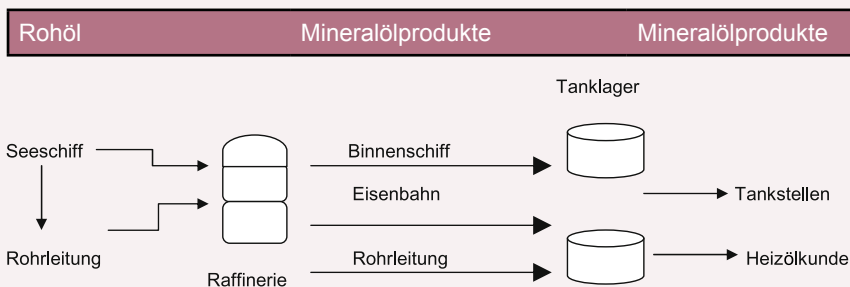 Rohöl Mineralölprodukte Mineralölprodukte
Tanklager
Seeschiff Binnenschiff
Eisenbahn Tankstellen
Rohrleitung Rohrleitung Heizölkunde
Raffinerie